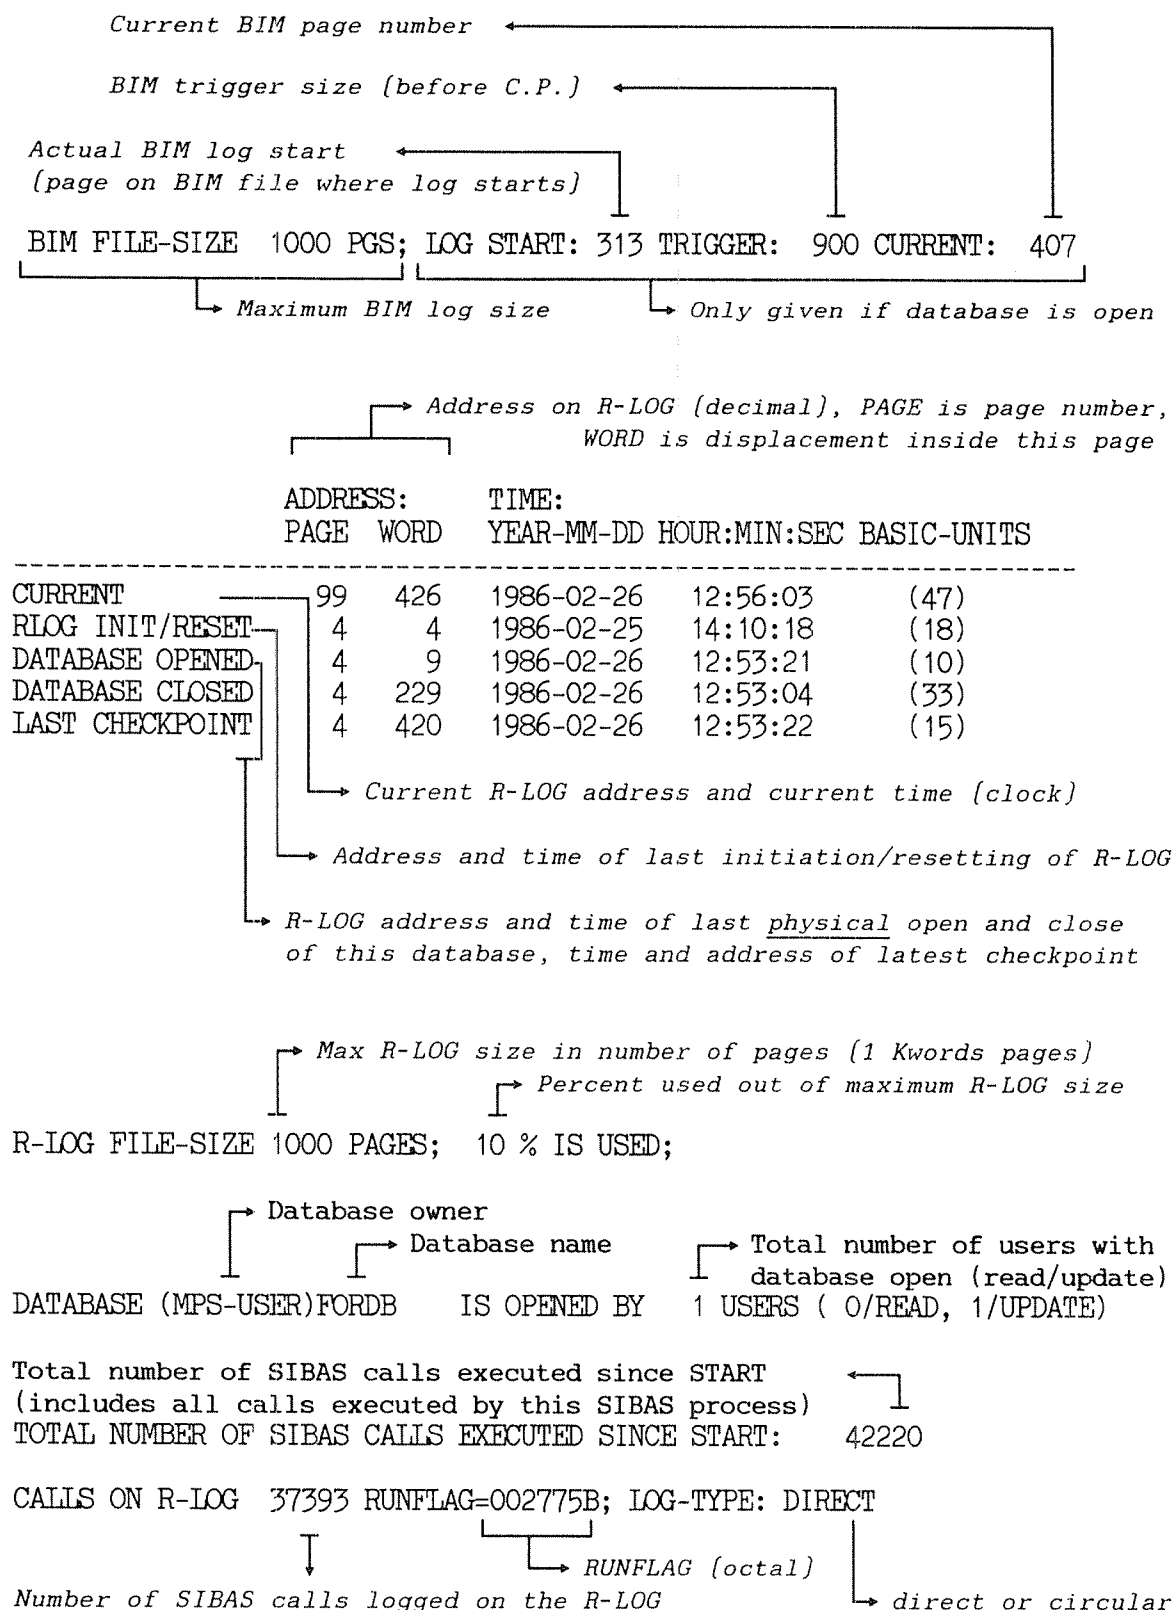 Current BIM page number
BIM trigger size (before C.P.)
Actual BIM log start
(page on BIM file where log starts)
BIM FILE-SIZE 1000 PGS; LOG START: 313 TRIGGER: 900 CURRENT: 407
Maximum BIM log size Only given if database is open
Address on R-LOG (decimal), PAGE is page number,
WORD is displacement inside this page
ADDRESS: TIME:
PAGE WORD YEAR-MM-DD HOUR:MIN:SEC BASIC-UNITS
CURRENT 99 426 1986-02-26 12:56:03 (47)
RLOG INIT/RESET 4 4 1986-02-25 14:10:18 (18)
DATABASE OPENED 4 9 1986-02-26 12:53:21 (10)
DATABASE CLOSED 4 229 1986-02-26 12:53:04 (33)
LAST CHECKPOINT 4 420 1986-02-26 12:53:22 (15)
Current R-LOG address and current time (clock)
Address and time of last initiation/resetting of R-LOG
R-LOG address and time of last physical open and close
of this database, time and address of latest checkpoint
Max R-LOG size in number of pages (1 Kwords pages)
Percent used out of maximum R-LOG size
R-LOG FILE-SIZE 1000 PAGES; 10 % IS USED;
Database owner
Database name Total number of users with
database open (read/update)
DATABASE (MPS-USER)FORDB IS OPENED BY 1 USERS ( 0/READ, 1/UPDATE)
Total number of SIBAS calls executed since START
(includes all calls executed by this SIBAS process)
TOTAL NUMBER OF SIBAS CALLS EXECUTED SINCE START: 42220
CALLS ON R-LOG 37393 RUNFLAG=002775B; LOG-TYPE: DIRECT
RUNFLAG (octal)
Number of SIBAS calls logged on the R-LOG direct or circular